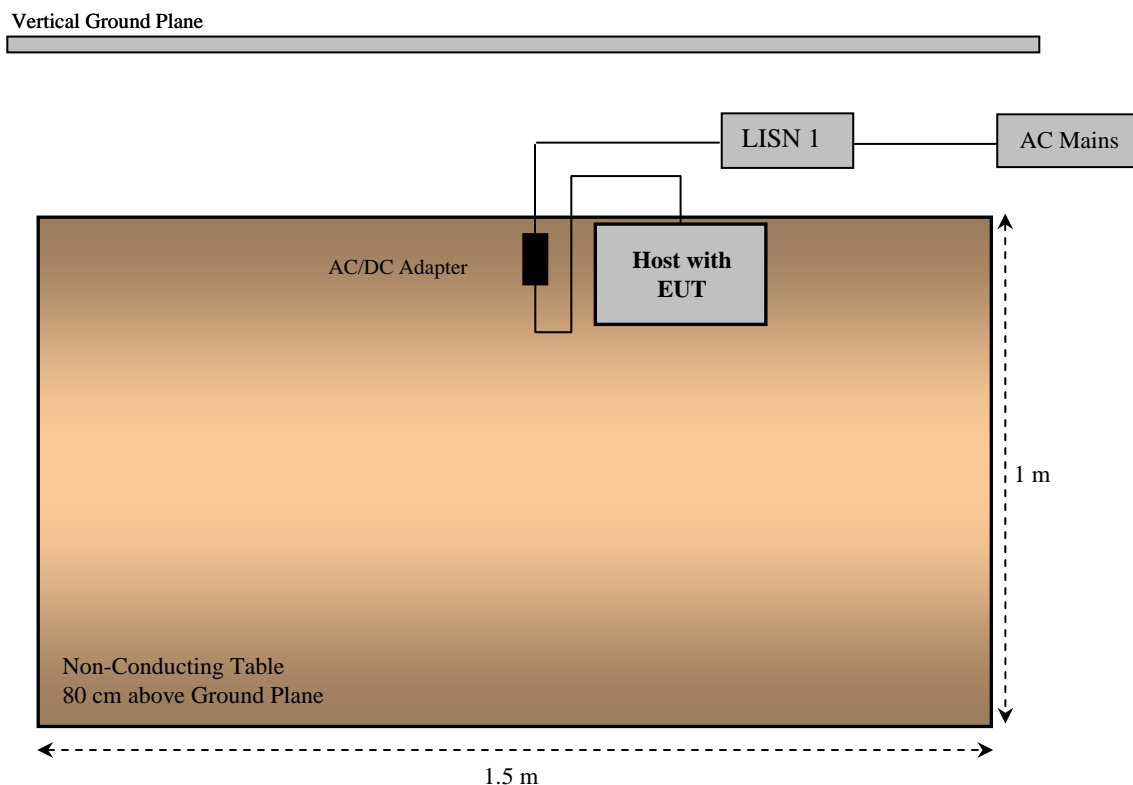 Vertical Ground Plane
LISN 1
AC Mains
AC/DC Adapter
Host with
EUT
1 m
Non-Conducting Table
80 cm above Ground Plane
1.5 m